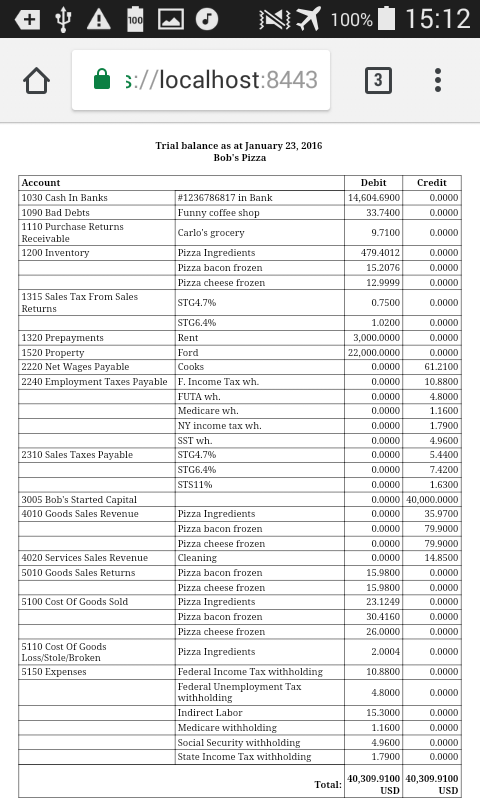 100 100% 15:12
s://localhost:8443 3
Trial balance as at January 23, 2016
Bob's Pizza
Account Debit Credit
1030 Cash In Banks #1236786817 in Bank 14,604.6900 0.0000
1090 Bad Debts Funny coffee shop 33.7400 0.0000
1110 Purchase Returns
Receivable Carlo's grocery 9.7100 0.0000
1200 Inventory Pizza Ingredients 479.4012 0.0000
Pizza bacon frozen 15.2076 0.0000
Pizza cheese frozen 12.9999 0.0000
1315 Sales Tax From Sales
Returns STG4.7% 0.7500 0.0000
STG6.4% 1.0200 0.0000
1320 Prepayments Rent 3,000.0000 0.0000
1520 Property Ford 22,000.0000 0.0000
2220 Net Wages Payable Cooks 0.0000 61.2100
2240 Employment Taxes Payable F. Income Tax wh. 0.0000 10.8800
FUTA wh. 0.0000 4.8000
Medicare wh. 0.0000 1.1600
NY income tax wh. 0.0000 1.7900
SST wh. 0.0000 4.9600
2310 Sales Taxes Payable STG4.7% 0.0000 5.4400
STG6.4% 0.0000 7.4200
STS11% 0.0000 1.6300
3005 Bob's Started Capital 0.0000 40,000.0000
4010 Goods Sales Revenue Pizza Ingredients 0.0000 35.9700
Pizza bacon frozen 0.0000 79.9000
Pizza cheese frozen 0.0000 79.9000
4020 Services Sales Revenue Cleaning 0.0000 14.8500
5010 Goods Sales Returns Pizza bacon frozen 15.9800 0.0000
Pizza cheese frozen 15.9800 0.0000
5100 Cost Of Goods Sold Pizza Ingredients 23.1249 0.0000
Pizza bacon frozen 30.4160 0.0000
Pizza cheese frozen 26.0000 0.0000
5110 Cost Of Goods
Loss/Stole/Broken Pizza Ingredients 2.0004 0.0000
5150 Expenses Federal Income Tax withholding 10.8800 0.0000
Federal Unemployment Tax
withholding 4.8000 0.0000
Indirect Labor 15.3000 0.0000
Medicare withholding 1.1600 0.0000
Social Security withholding 4.9600 0.0000
State Income Tax withholding 1.7900 0.0000
Total: 40,309.9100 40,309.9100
USD USD